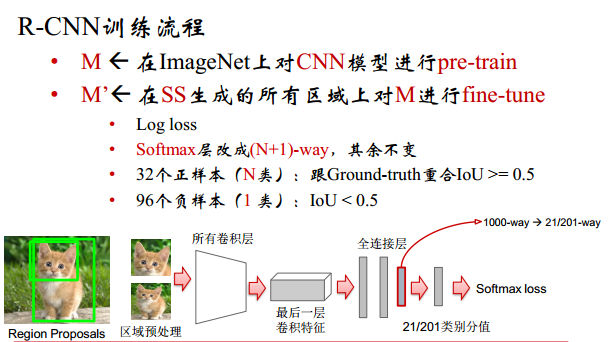 R-CNN训练流程
• M ← 在ImageNet上对CNN模型进行pre-train
• M’← 在SS生成的所有区域上对M进行fine-tune
• Log loss
• Softmax层改成(N+1)-way，其余不变
• 32个正样本（N类）：跟Ground-truth重合IoU >= 0.5
• 96个负样本（1 类）：IoU < 0.5
1000-way → 21/201-way
所有卷积层
全连接层
Softmax loss
最后一层
卷积特征
区域预处理
21/201类别分值
Region Proposals